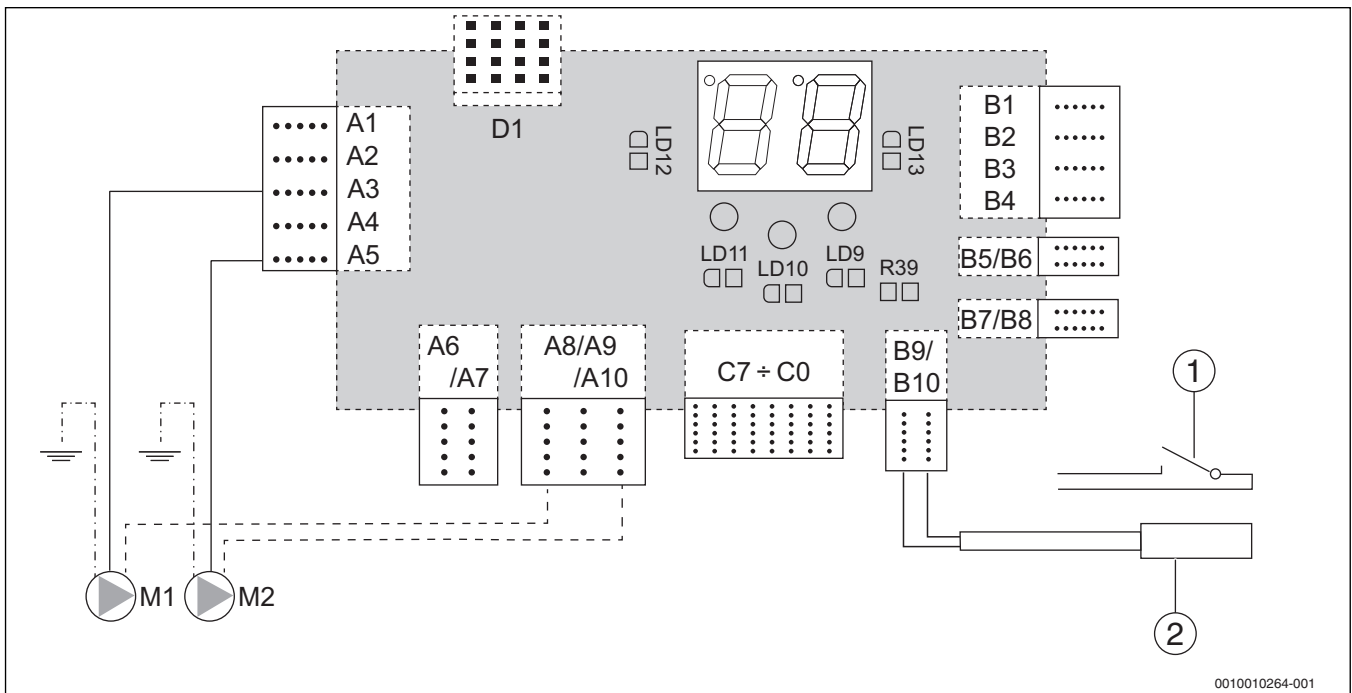 D1
A1
A2
A3
A4
A5
LD12
88
LD13
B1
B2
B3
B4
LD11
LD10
LD9
R39
B5/B6
B7/B8
A6
/A7
A8/A9
/A10
C7 ÷ C0
B9/
B10
1
M1
M2
2
0010010264-001